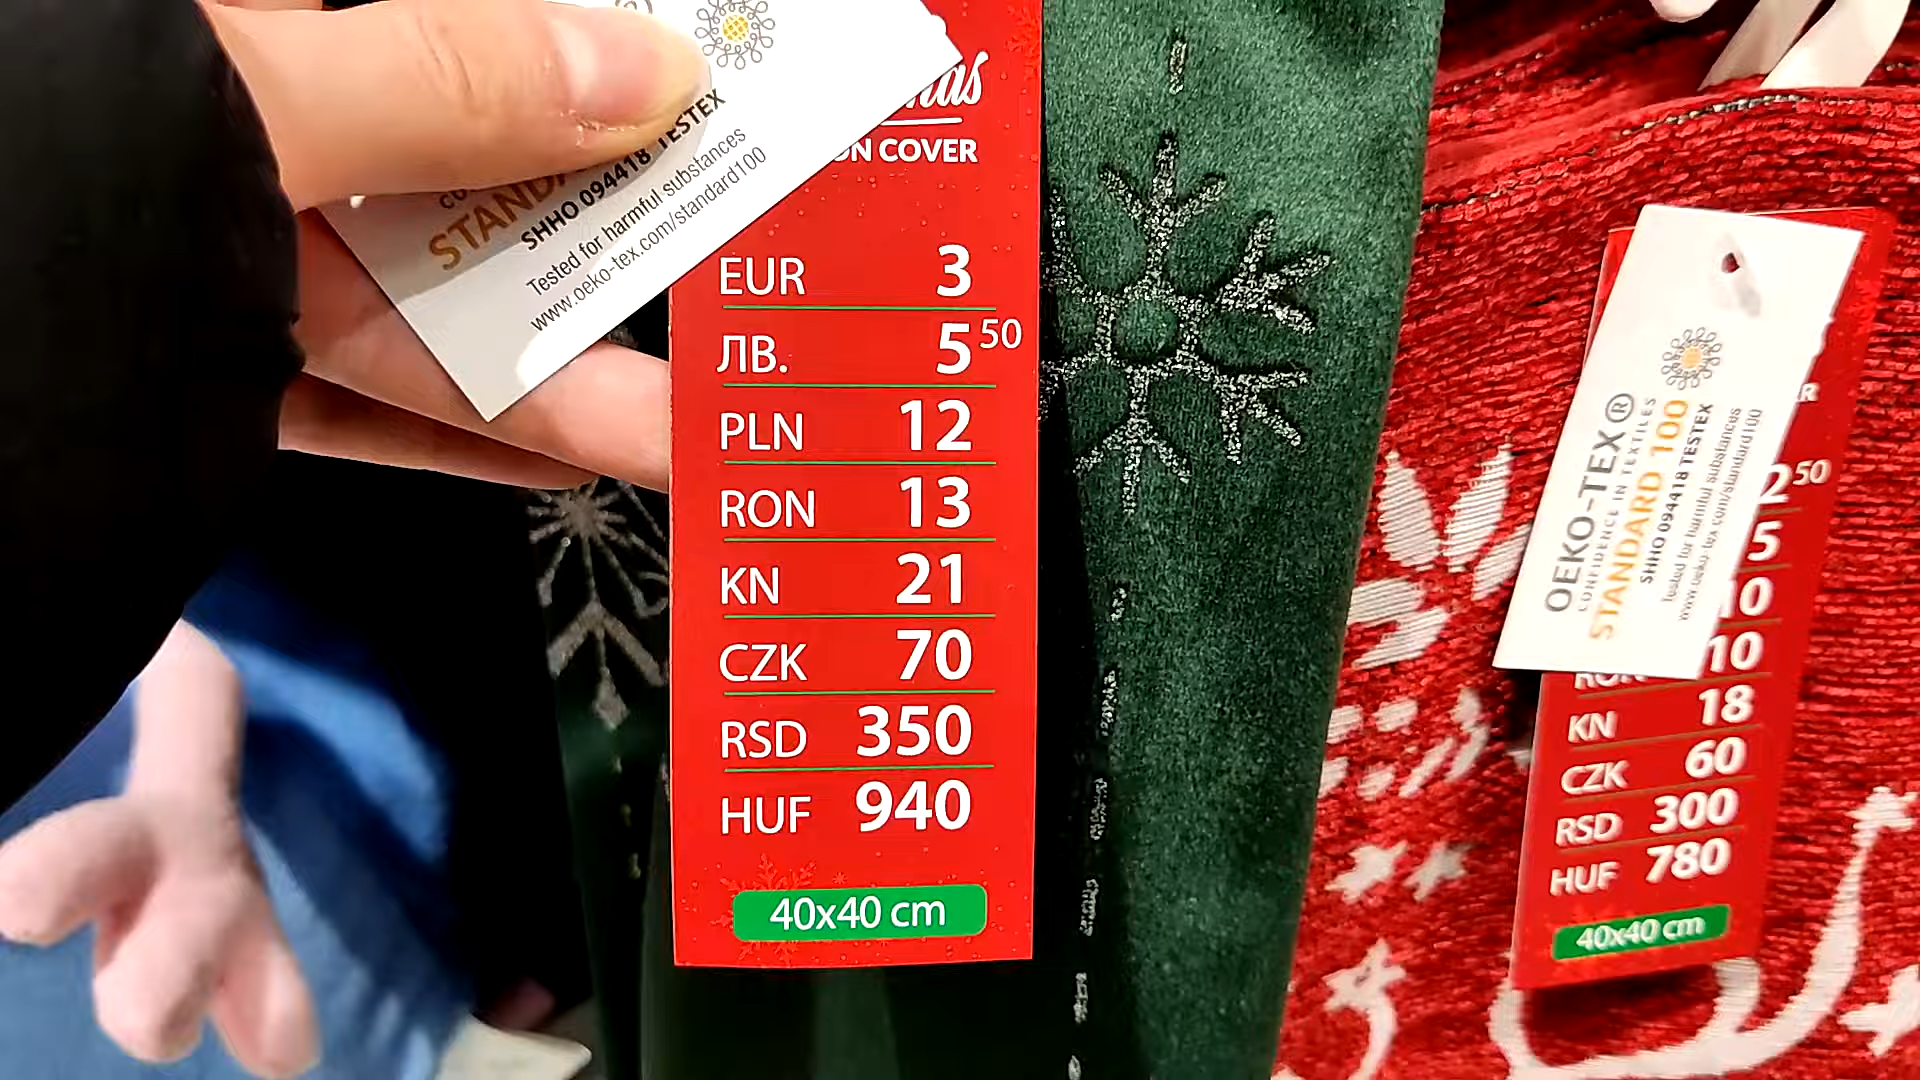 STAND
SHHO 094418 TESTEX
Tested for harmful substances
www.oeko-tex.com/standard100
COVER
EUR 3
ЛВ. 5 50
PLN 12
RON 13
KN 21
CZK 70
RSD 350
HUF 940
40x40 cm
OEKO-TEX®
CONFIDENCE IN TEXTILES
STANDARD 100
SHHO 094418 TESTEX
Tested for harmful substances
www.oeko-tex.com/standard100
2 50
5
10
RON 10
KN 18
CZK 60
RSD 300
HUF 780
40x40 cm